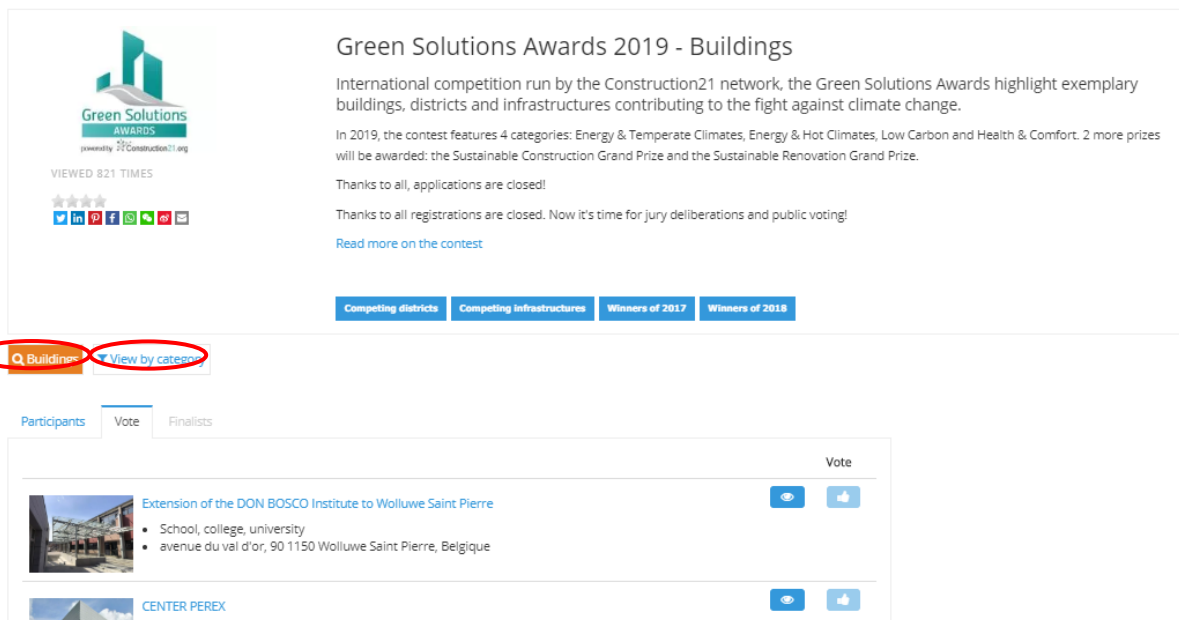 Green Solutions
AWARDS
powered by Construction21.org
VIEWED 821 TIMES
Green Solutions Awards 2019 - Buildings
International competition run by the Construction21 network, the Green Solutions Awards highlight exemplary
buildings, districts and infrastructures contributing to the fight against climate change.
In 2019, the contest features 4 categories: Energy & Temperate Climates, Energy & Hot Climates, Low Carbon and Health & Comfort. 2 more prizes
will be awarded: the Sustainable Construction Grand Prize and the Sustainable Renovation Grand Prize.
Thanks to all, applications are closed!
Thanks to all registrations are closed. Now it's time for jury deliberations and public voting!
Read more on the contest
Competing districts Competing infrastructures Winners of 2017 Winners of 2018
Buildings View by category
Participants Vote Finalists
Vote
Extension of the DON BOSCO Institute to Wolluwe Saint Pierre
• School, college, university
• avenue du val d'or, 90 1150 Wolluwe Saint Pierre, Belgique
CENTER PEREX